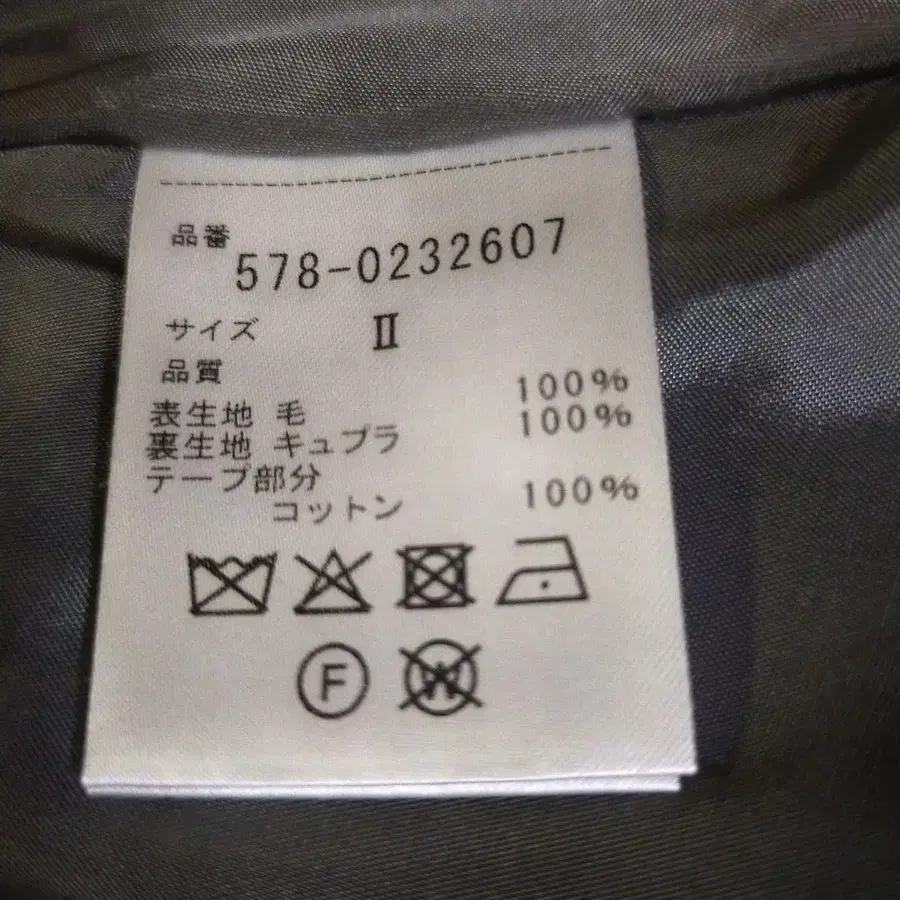 品番
578-0232607
サイズ Ⅱ
品質
表生地 毛 100%
裏生地 キュプラ 100%
テープ部分
コットン 100%
F W